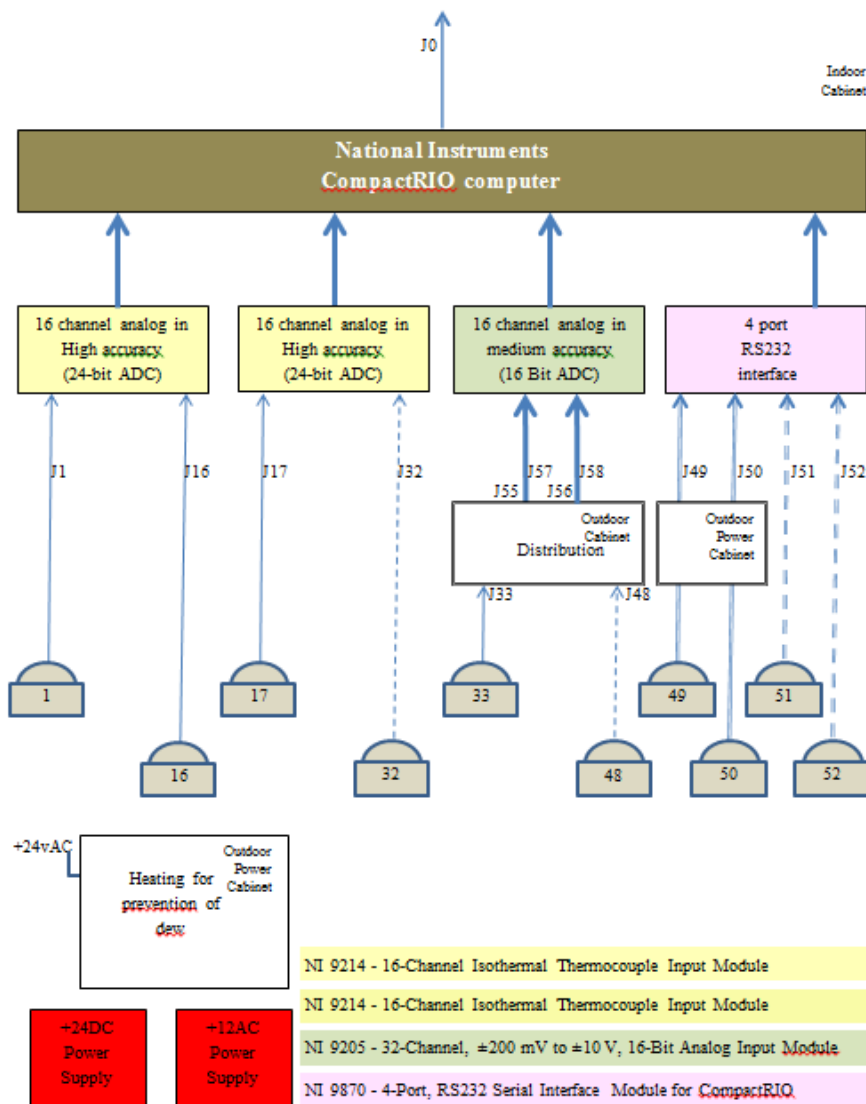 J0
Indoor
Cabinet
National Instruments
CompactRIO computer
16 channel analog in
High accuracy
(24-bit ADC)
16 channel analog in
High accuracy
(24-bit ADC)
16 channel analog in
medium accuracy
(16 Bit ADC)
4 port
RS232
interface
J1
J16
J17
J32
J57
J58
J49
J50
J51
J52
J55
J56
Outdoor
Cabinet
Distribution
Outdoor
Power
Cabinet
J33
J48
1
17
33
49
51
16
32
48
50
52
+24vAC
Outdoor
Power
Cabinet
Heating for
prevention of
dew
NI 9214 - 16-Channel Isothermal Thermocouple Input Module
NI 9214 - 16-Channel Isothermal Thermocouple Input Module
+24DC
Power
Supply
+12AC
Power
Supply
NI 9205 - 32-Channel, ±200 mV to ±10 V, 16-Bit Analog Input Module
NI 9870 - 4-Port, RS232 Serial Interface Module for CompactRIO